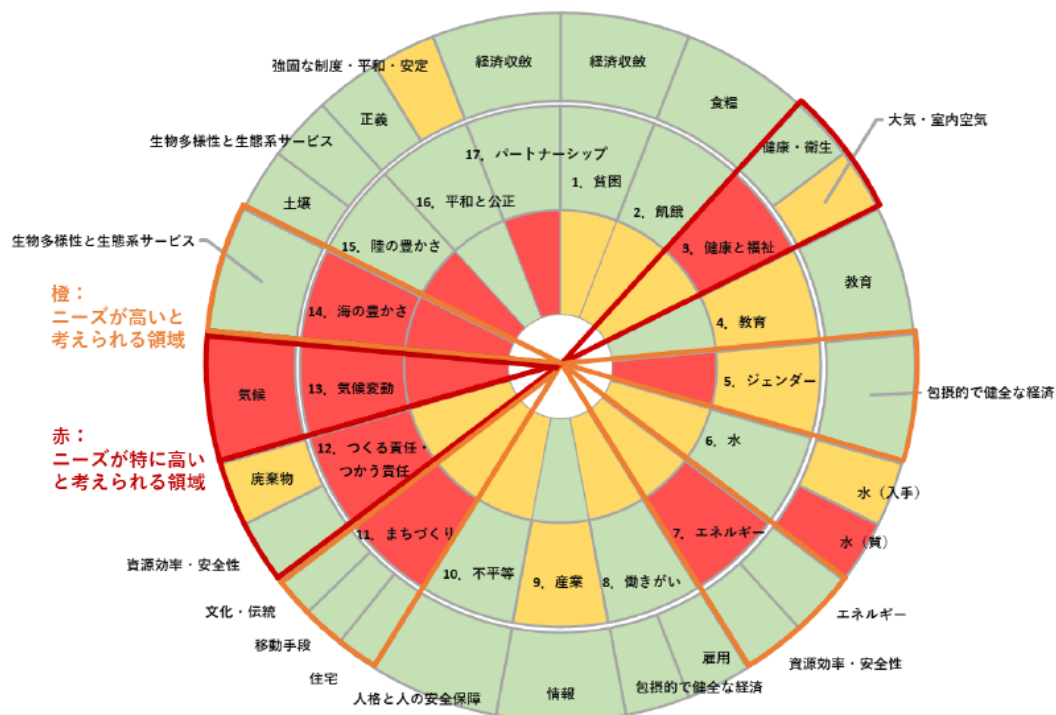 強固な制度・平和・安定
経済収斂
経済収斂
食糧
正義
大気・室内空気
生物多様性と生態系サービス
健康・衛生
17．パートナーシップ
1．貧困
16．平和と公正
2．飢餓
土壌
15．陸の豊かさ
3．健康と福祉
生物多様性と生態系サービス
教育
橙：
ニーズが高いと
考えられる領域
14．海の豊かさ
4．教育
5．ジェンダー
気候
13．気候変動
包摂的で健全な経済
赤：
ニーズが特に高い
と考えられる領域
12．つくる責任・
つかう責任
6．水
廃棄物
水（入手）
11．まちづくり
7．エネルギー
水（質）
資源効率・安全性
10．不平等
9．産業
8．働きがい
文化・伝統
エネルギー
移動手段
雇用
資源効率・安全性
住宅
人格と人の安全保障
情報
包摂的で健全な経済